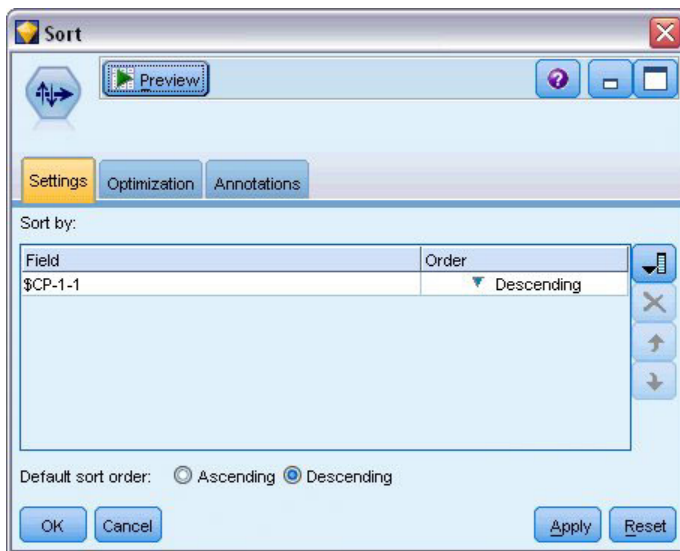 Sort
Preview
Settings Optimization Annotations
Sort by:
Field Order
$CP-1-1 Descending
Default sort order: Ascending Descending
OK Cancel Apply Reset